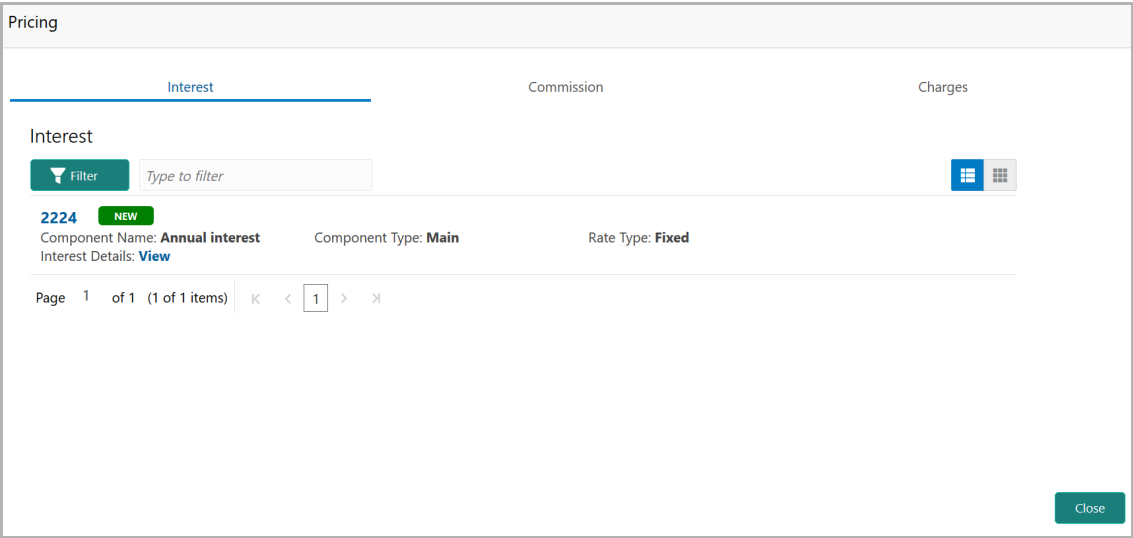 Pricing
Interest Commission Charges
Interest
Filter Type to filter
2224 NEW
Component Name: Annual interest Component Type: Main Rate Type: Fixed
Interest Details: View
Page 1 of 1 (1 of 1 items) 1
Close